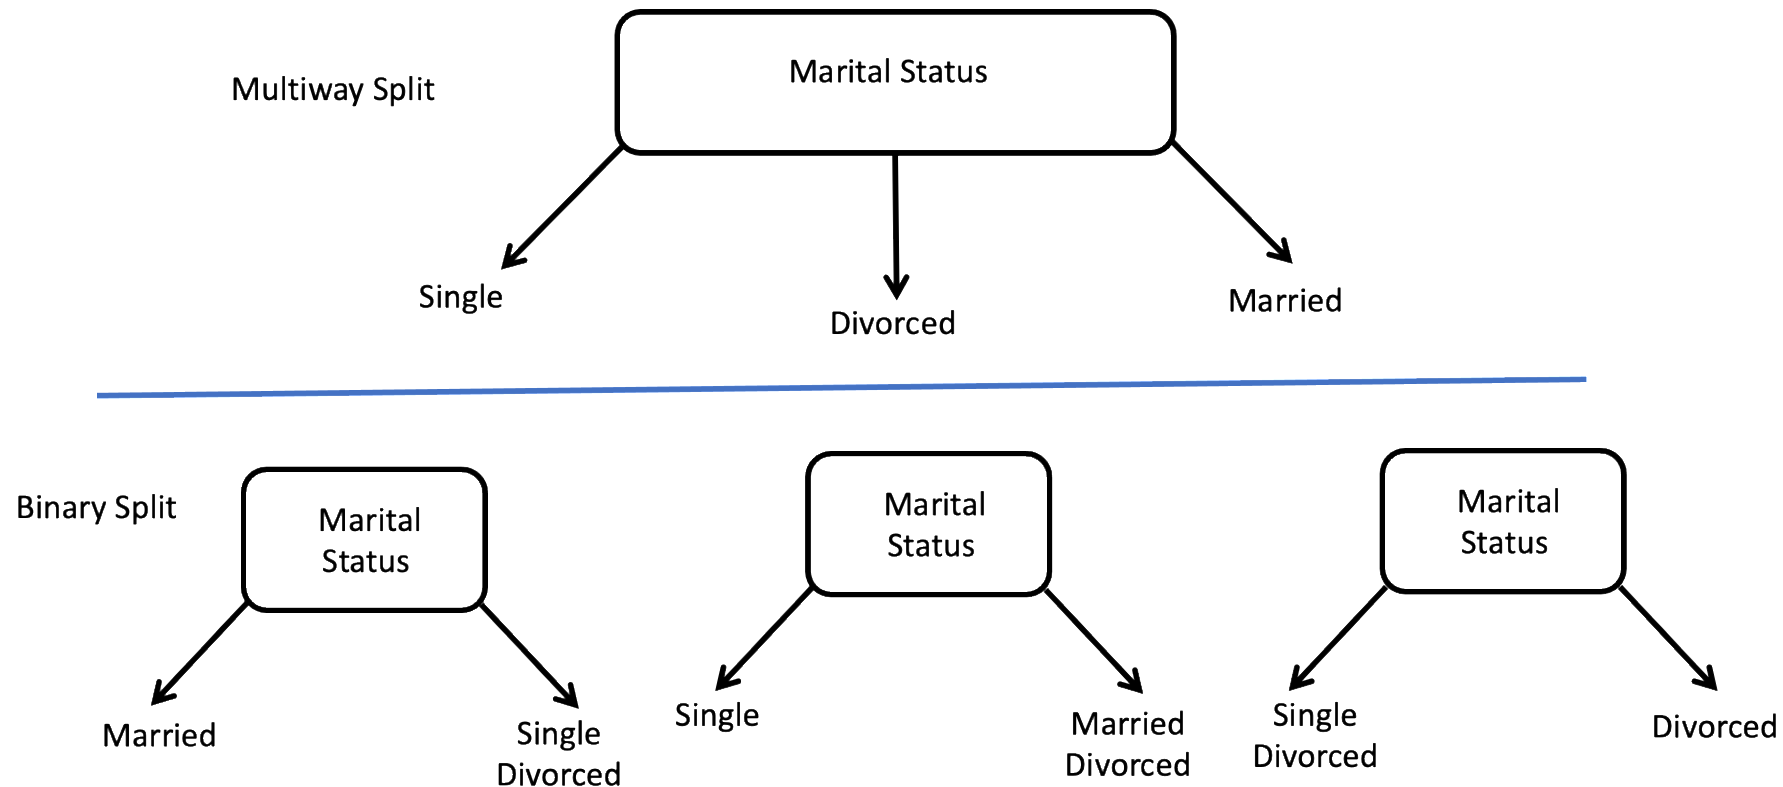 Multiway Split
Marital Status
Single
Divorced
Married
Binary Split
Marital
Status
Married
Single
Divorced
Marital
Status
Single
Married
Divorced
Marital
Status
Single
Divorced
Divorced